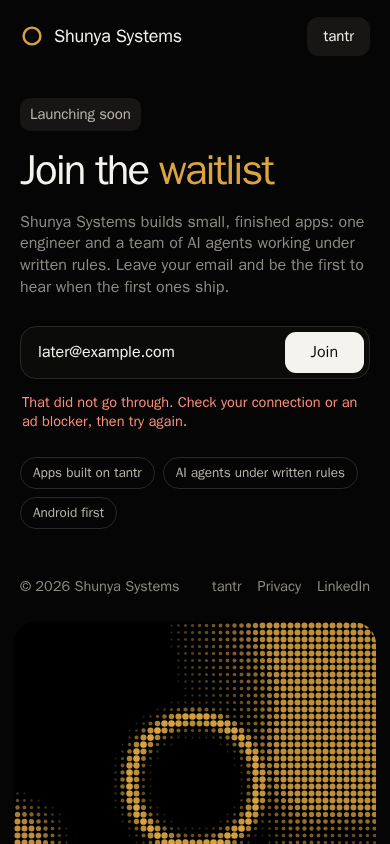 Shunya Systems
tantr
Launching soon
Join the waitlist
Shunya Systems builds small, finished apps: one
engineer and a team of AI agents working under
written rules. Leave your email and be the first to
hear when the first ones ship.
later@example.com
Join
That did not go through. Check your connection or an
ad blocker, then try again.
Apps built on tantr
AI agents under written rules
Android first
© 2026 Shunya Systems
tantr
Privacy
LinkedIn